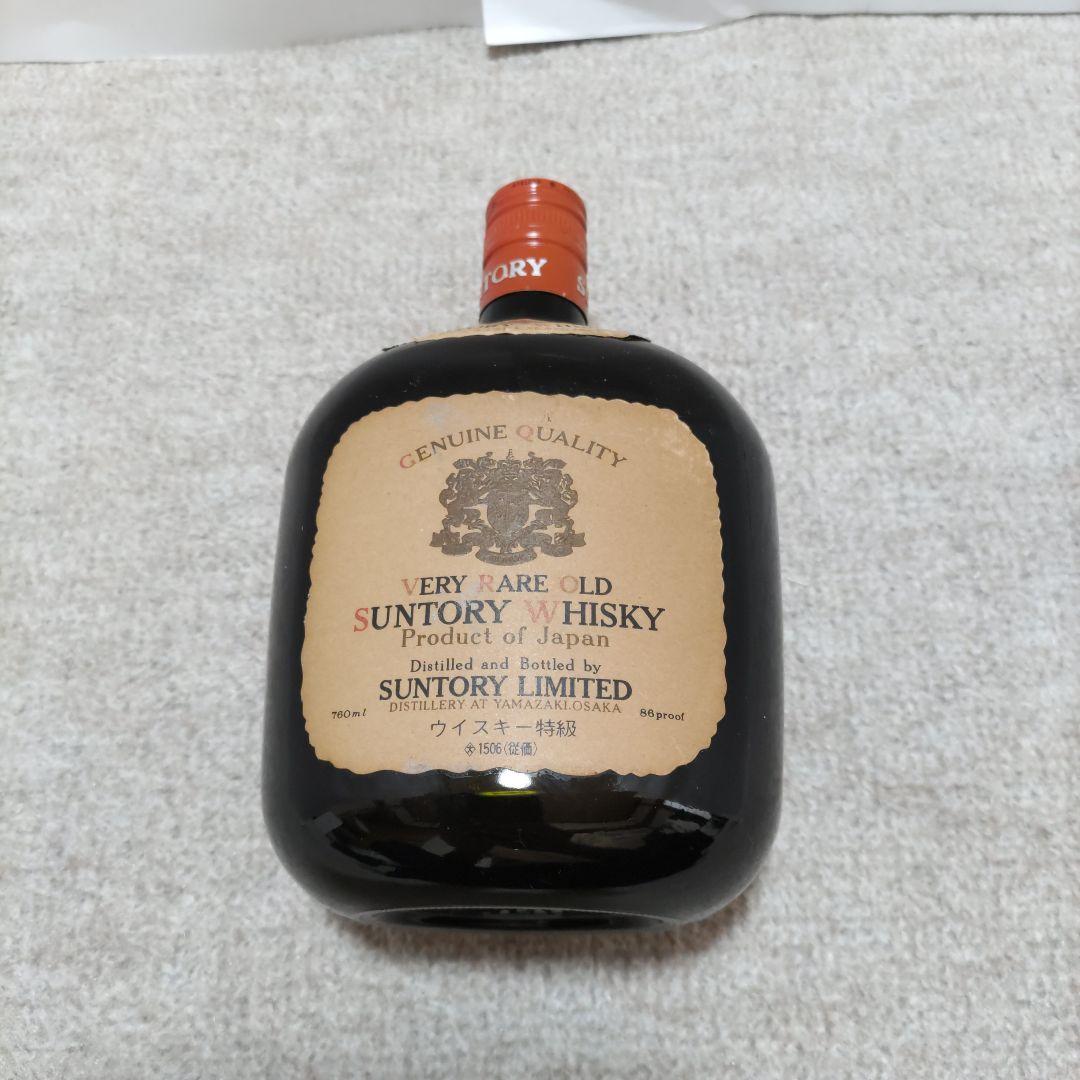 TORY S
GENUINE QUALITY
VERY RARE OLD
SUNTORY WHISKY
Product of Japan
Distilled and Bottled by
SUNTORY LIMITED
DISTILLERY AT YAMAZAKI.OSAKA
760ml 86proof
ウイスキー特級
1506(従価)